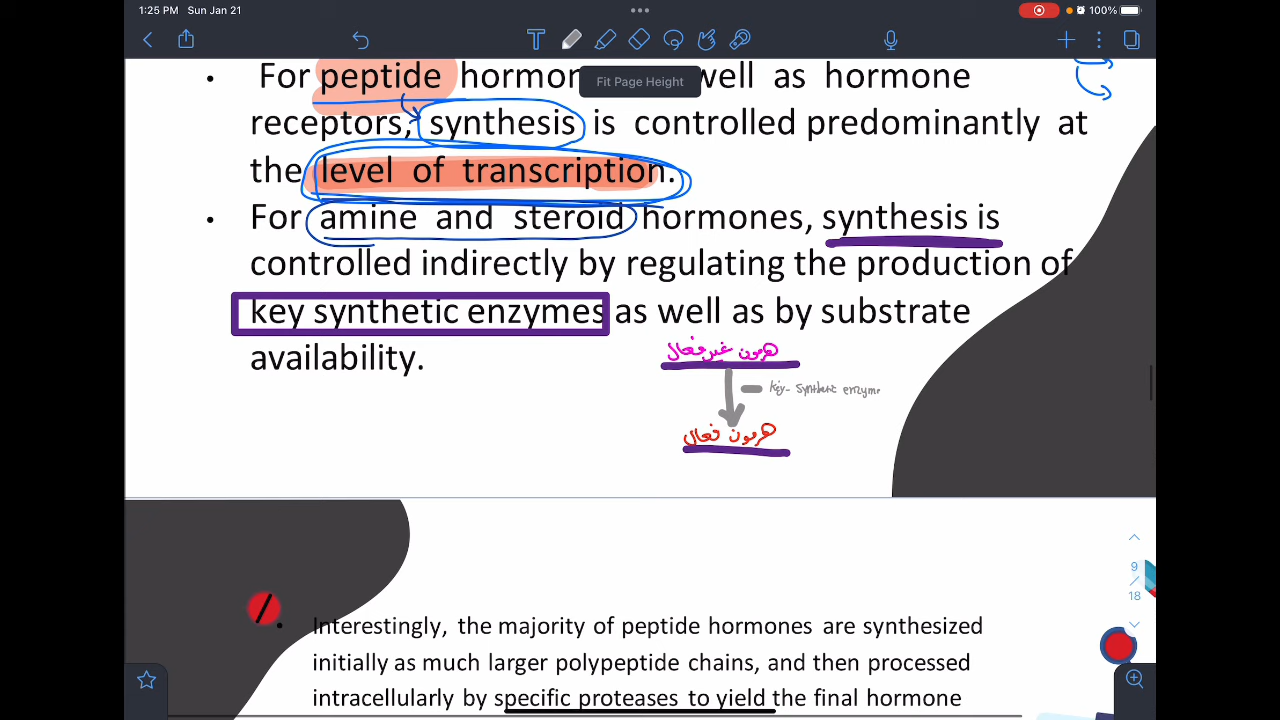 1:25 PM Sun Jan 21
100%
Fit Page Height
• For peptide hormon well as hormone
receptors, synthesis is controlled predominantly at
the level of transcription.
• For amine and steroid hormones, synthesis is
controlled indirectly by regulating the production of
key synthetic enzymes as well as by substrate
availability.
هرمون غير فعال
Key- synthetic enzyme
هرمون فعال
9
/
18
• Interestingly, the majority of peptide hormones are synthesized
initially as much larger polypeptide chains, and then processed
intracellularly by specific proteases to yield the final hormone